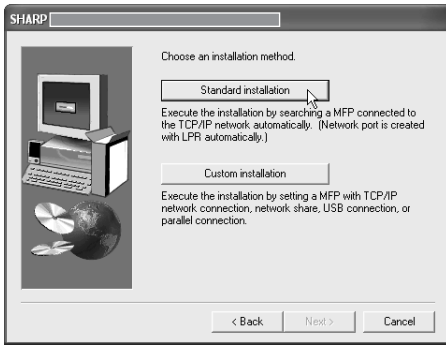 SHARP
Choose an installation method.
Standard installation
Execute the installation by searching a MFP connected to
the TCP/IP network automatically. (Network port is created
with LPR automatically.)
Custom installation
Execute the installation by setting a MFP with TCP/IP
network connection, network share, USB connection, or
parallel connection.
< Back
Next >
Cancel